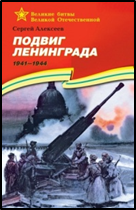 Великие битвы
Великой Отечественной
Сергей Алексеев
ПОДВИГ
ЛЕНИНГРАДА
1941–1944